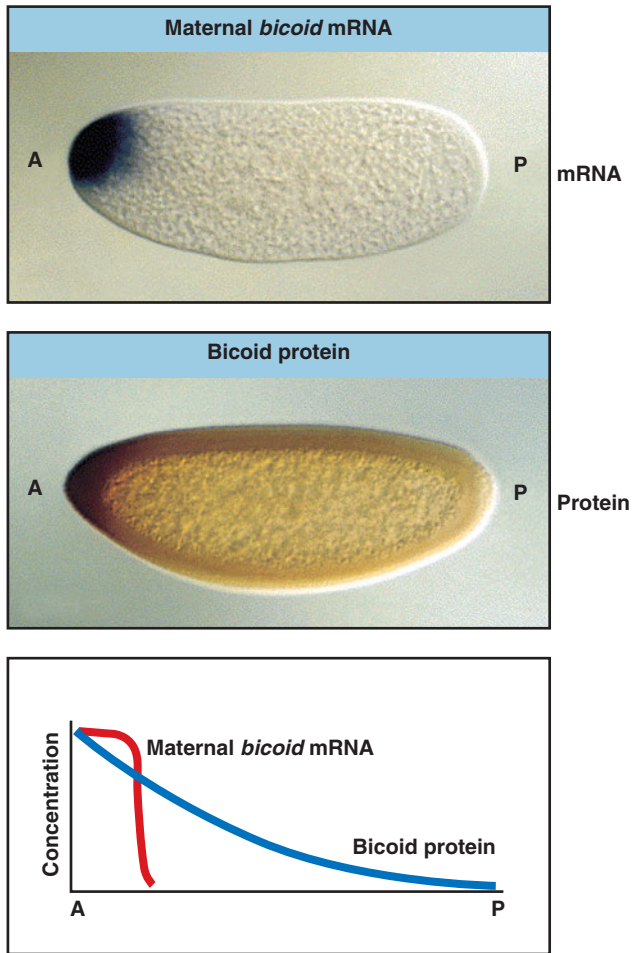 Maternal bicoid mRNA
A
P
mRNA
Bicoid protein
A
P
Protein
Concentration
Maternal bicoid mRNA
Bicoid protein
A
P